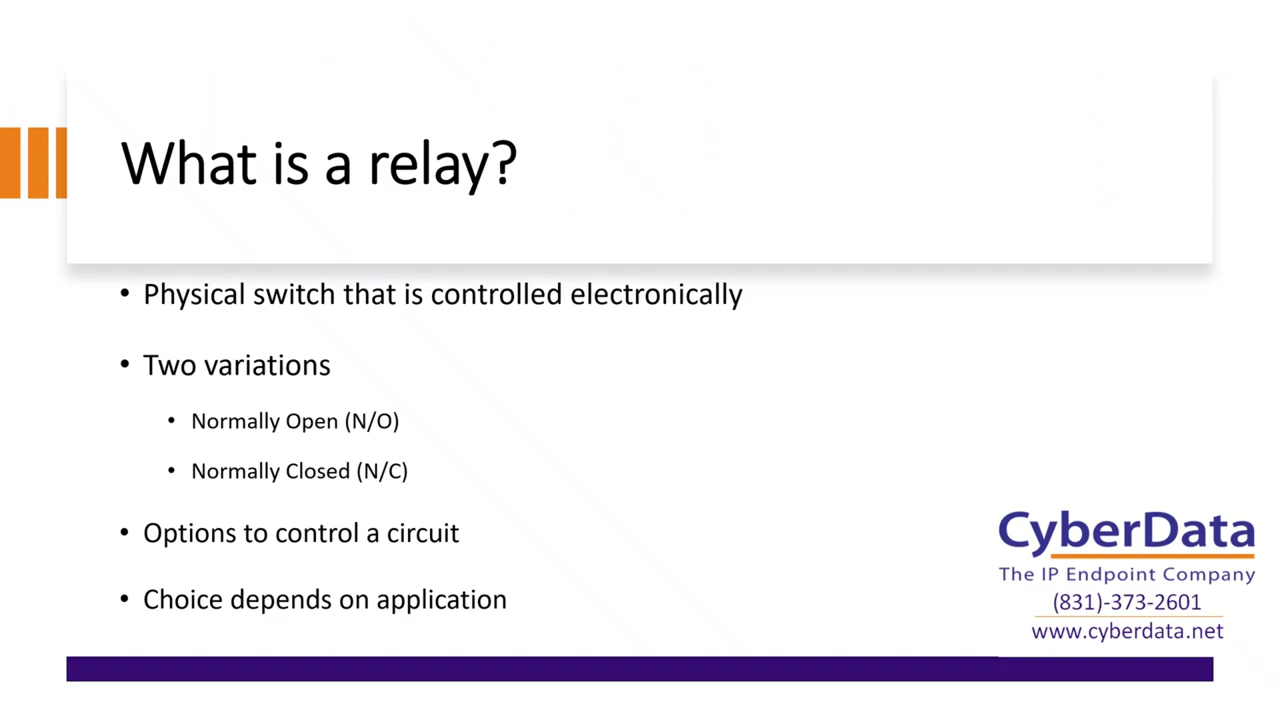 What is a relay?
• Physical switch that is controlled electronically
• Two variations
• Normally Open (N/O)
• Normally Closed (N/C)
• Options to control a circuit
• Choice depends on application
CyberData
The IP Endpoint Company
(831)-373-2601
www.cyberdata.net